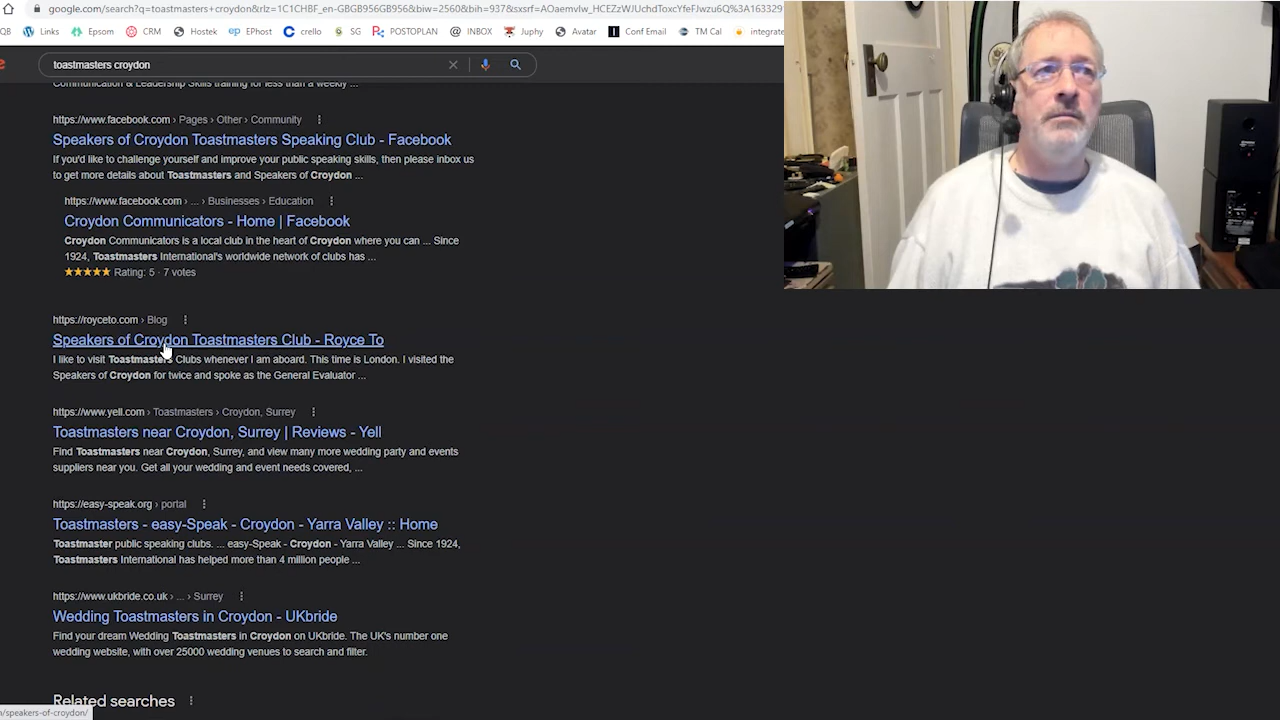 google.com/search?q=toastmasters+croydon&rlz=1C1CHBF_en-GBGB956GB956&biw=2560&bih=937&sxsrf=AOaemvIw_HCEZzWJUchdToxcYfeFJwzu6Q%3A163329
QB Links Epsom CRM Hostek EPhost crello SG POSTOPLAN INBOX Juphy Avatar Conf Email TM Cal integrate
toastmasters croydon
Communication & Leadership Skills training for less than a weekly ...
https://www.facebook.com › Pages › Other › Community
Speakers of Croydon Toastmasters Speaking Club - Facebook
If you'd like to challenge yourself and improve your public speaking skills, then please inbox us
to get more details about Toastmasters and Speakers of Croydon ...
https://www.facebook.com › ... › Businesses › Education
Croydon Communicators - Home | Facebook
Croydon Communicators is a local club in the heart of Croydon where you can ... Since
1924, Toastmasters International's worldwide network of clubs has ...
★★★★★ Rating: 5 · 7 votes
https://royceto.com › Blog
Speakers of Croydon Toastmasters Club - Royce To
I like to visit Toastmasters Clubs whenever I am aboard. This time is London. I visited the
Speakers of Croydon for twice and spoke as the General Evaluator ...
https://www.yell.com › Toastmasters › Croydon, Surrey
Toastmasters near Croydon, Surrey | Reviews - Yell
Find Toastmasters near Croydon, Surrey, and view many more wedding party and events
suppliers near you. Get all your wedding and event needs covered, ...
https://easy-speak.org › portal
Toastmasters - easy-Speak - Croydon - Yarra Valley :: Home
Toastmaster public speaking clubs. ... easy-Speak - Croydon - Yarra Valley ... Since 1924,
Toastmasters International has helped more than 4 million people ...
https://www.ukbride.co.uk › ... › Surrey
Wedding Toastmasters in Croydon - UKbride
Find your dream Wedding Toastmasters in Croydon on UKbride. The UK's number one
wedding website, with over 25000 wedding venues to search and filter.
Related searches
/speakers-of-croydon/